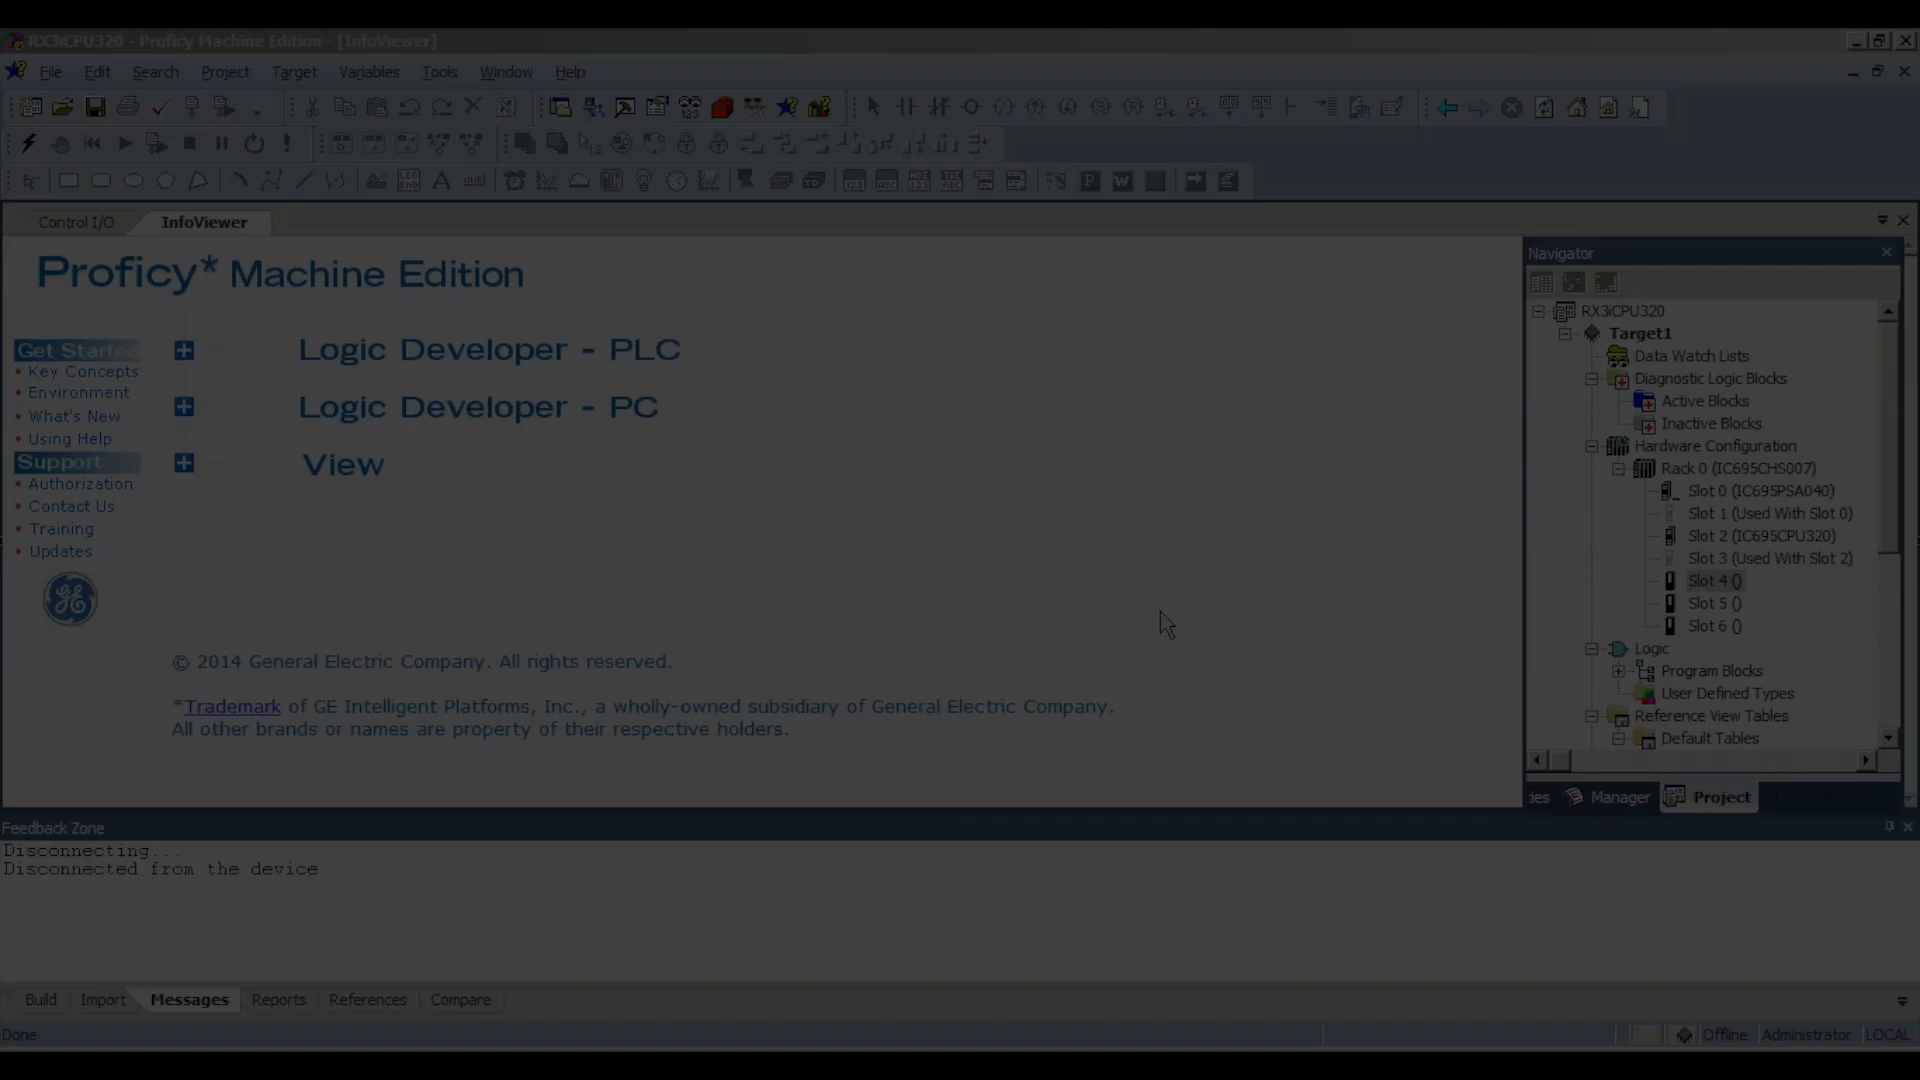 RX3iCPU320 - Proficy Machine Edition - [InfoViewer]
File Edit Search Project Target Variables Tools Window Help
Control I/O InfoViewer
Proficy* Machine Edition
Get Started
Key Concepts
Environment
What's New
Using Help
Support
Authorization
Contact Us
Training
Updates
Logic Developer - PLC
Logic Developer - PC
View
© 2014 General Electric Company. All rights reserved.
*Trademark of GE Intelligent Platforms, Inc., a wholly-owned subsidiary of General Electric Company.
All other brands or names are property of their respective holders.
Navigator
RX3iCPU320
Target1
Data Watch Lists
Diagnostic Logic Blocks
Active Blocks
Inactive Blocks
Hardware Configuration
Rack 0 (IC695CHS007)
Slot 0 (IC695PSA040)
Slot 1 (Used With Slot 0)
Slot 2 (IC695CPU320)
Slot 3 (Used With Slot 2)
Slot 4 ()
Slot 5 ()
Slot 6 ()
Logic
Program Blocks
User Defined Types
Reference View Tables
Default Tables
ies Manager Project
Feedback Zone
Disconnecting...
Disconnected from the device
Build Import Messages Reports References Compare
Done
Offline Administrator LOCAL